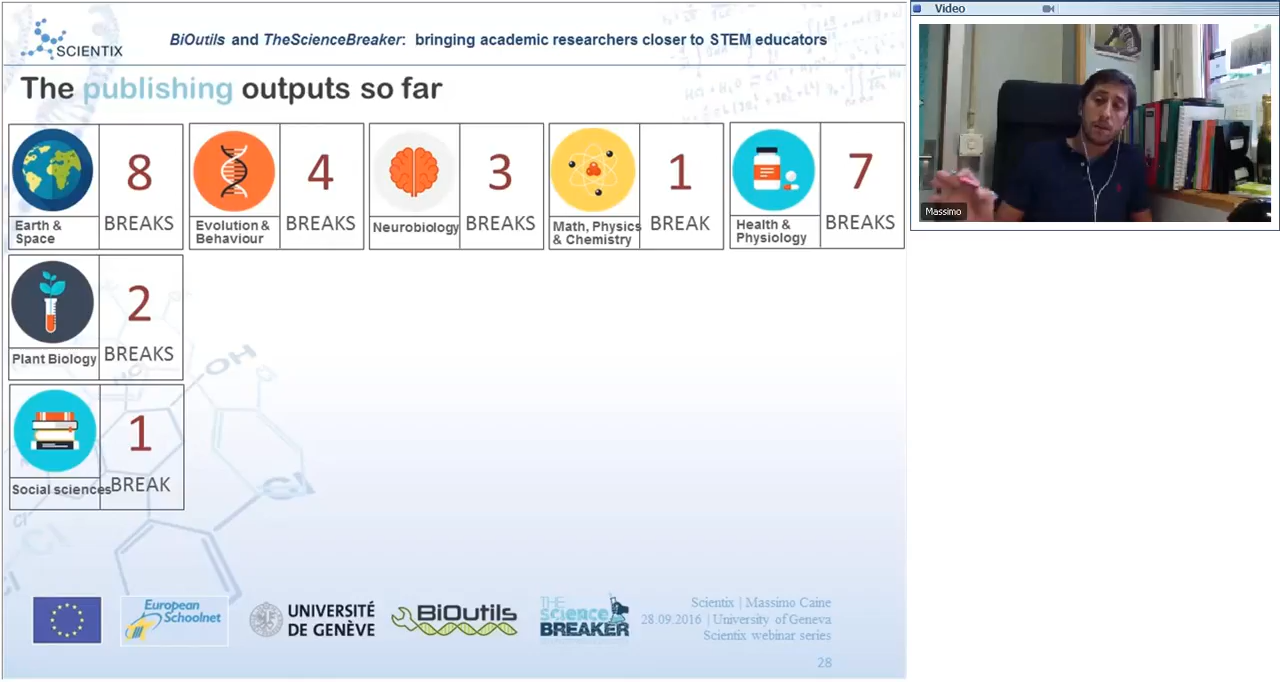 SCIENTIX
BiOutils and TheScienceBreaker: bringing academic researchers closer to STEM educators
Video
The publishing outputs so far
8
BREAKS
Earth &
Space
4
BREAKS
Evolution &
Behaviour
3
BREAKS
Neurobiology
1
BREAK
Math, Physics
& Chemistry
7
BREAKS
Health &
Physiology
Massimo
2
BREAKS
Plant Biology
1
BREAK
Social sciences
HO
Cl
European
Schoolnet
UNIVERSITÉ
DE GENÈVE
BiOutils
THE
science
BREAKER
Scientix | Massimo Caine
28.09.2016 | University of Geneva
Scientix webinar series
28